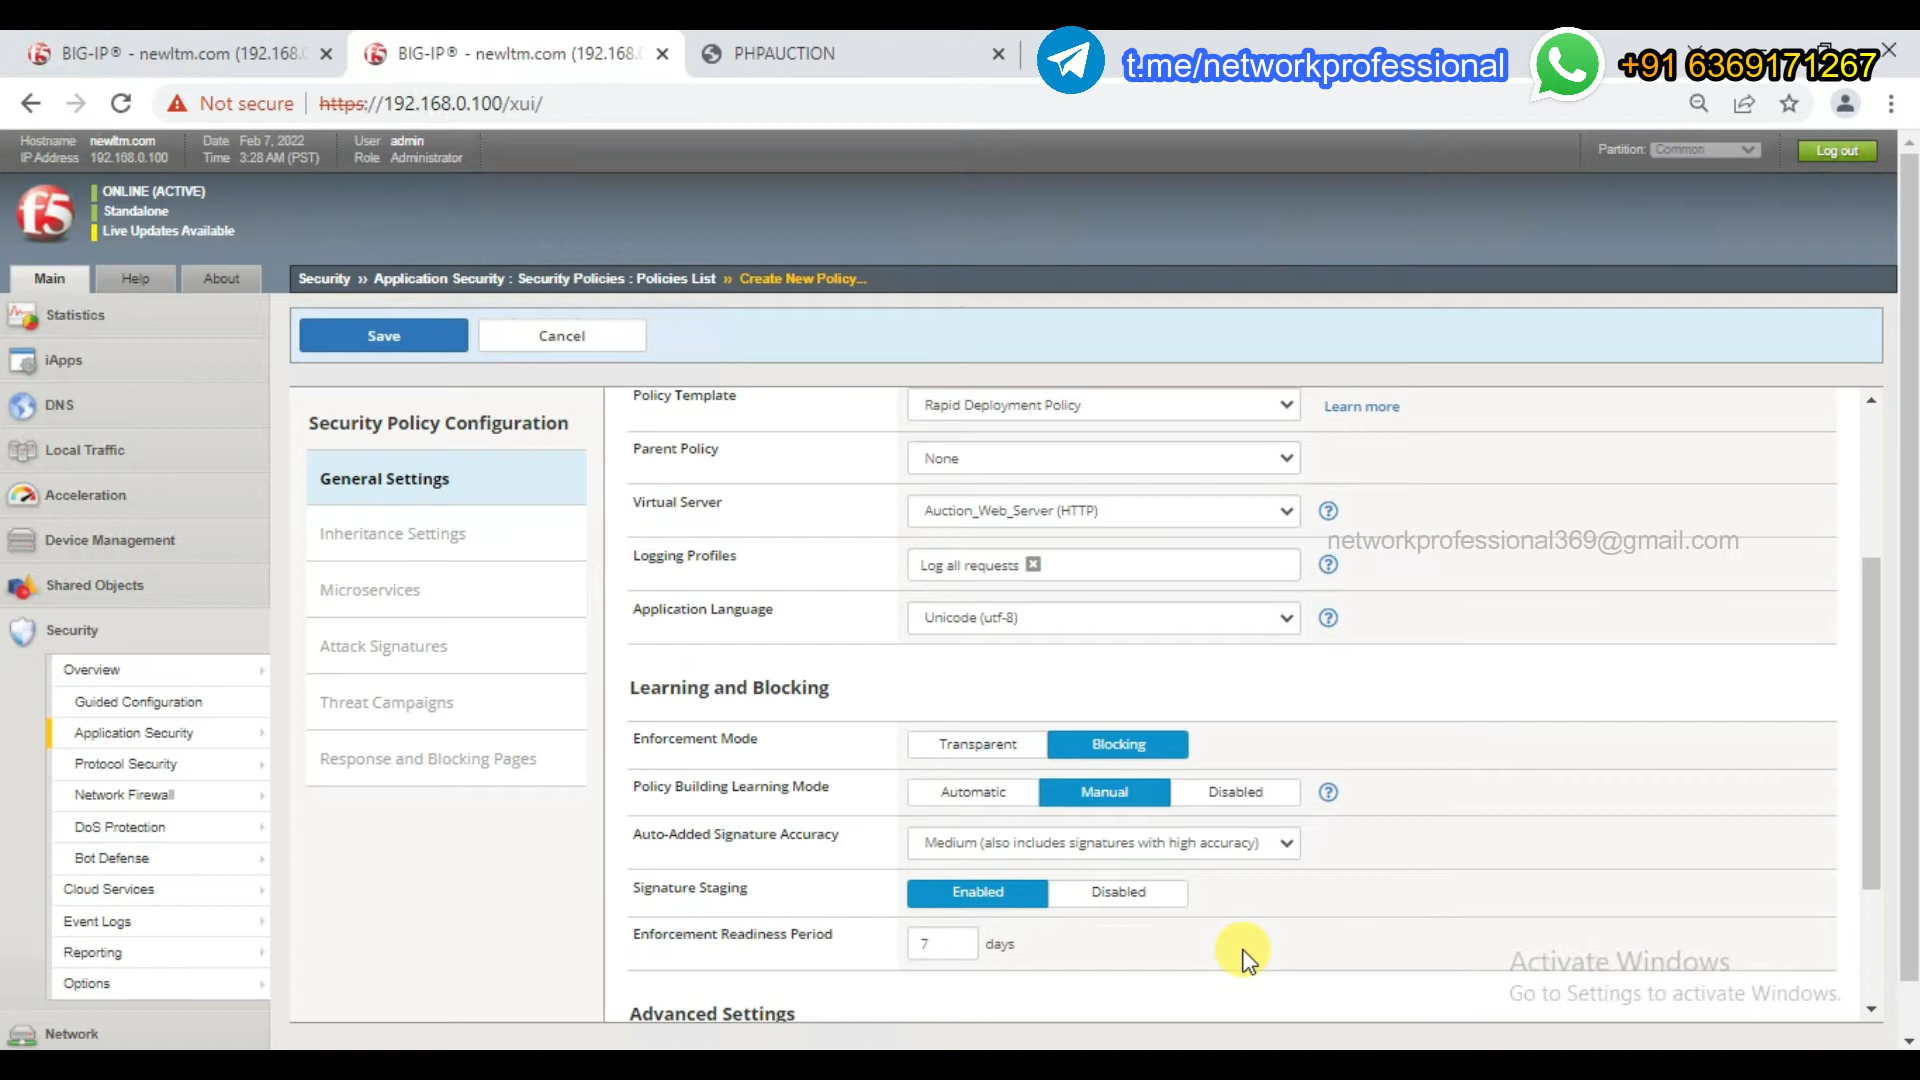 BIG-IP® - newltm.com (192.168.
BIG-IP® - newltm.com (192.168.
PHPAUCTION
t.me/networkprofessional
+91 6369171267
Not secure
https://192.168.0.100/xui/
Hostname newltm.com
IP Address 192.168.0.100
Date Feb 7, 2022
Time 3:28 AM (PST)
User admin
Role Administrator
Partition: Common
Log out
f5
ONLINE (ACTIVE)
Standalone
Live Updates Available
Main
Help
About
Security ›› Application Security : Security Policies : Policies List ›› Create New Policy...
Statistics
iApps
DNS
Local Traffic
Acceleration
Device Management
Shared Objects
Security
Overview
Guided Configuration
Application Security
Protocol Security
Network Firewall
DoS Protection
Bot Defense
Cloud Services
Event Logs
Reporting
Options
Network
Save
Cancel
Security Policy Configuration
General Settings
Inheritance Settings
Microservices
Attack Signatures
Threat Campaigns
Response and Blocking Pages
Policy Template
Rapid Deployment Policy
Learn more
Parent Policy
None
Virtual Server
Auction_Web_Server (HTTP)
networkprofessional369@gmail.com
Logging Profiles
Log all requests
Application Language
Unicode (utf-8)
Learning and Blocking
Enforcement Mode
Transparent
Blocking
Policy Building Learning Mode
Automatic
Manual
Disabled
Auto-Added Signature Accuracy
Medium (also includes signatures with high accuracy)
Signature Staging
Enabled
Disabled
Enforcement Readiness Period
7 days
Advanced Settings
Activate Windows
Go to Settings to activate Windows.